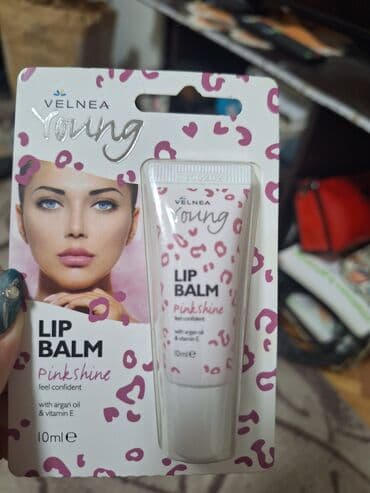 VELNEA
Young
LIP
BALM
Pinkshine
feel confident
with argan oil
& vitamin E
10ml e
VELNEA
Young
LIP
BALM
Pinkshine
feel confident
with argan oil
& vitamin E
10ml e